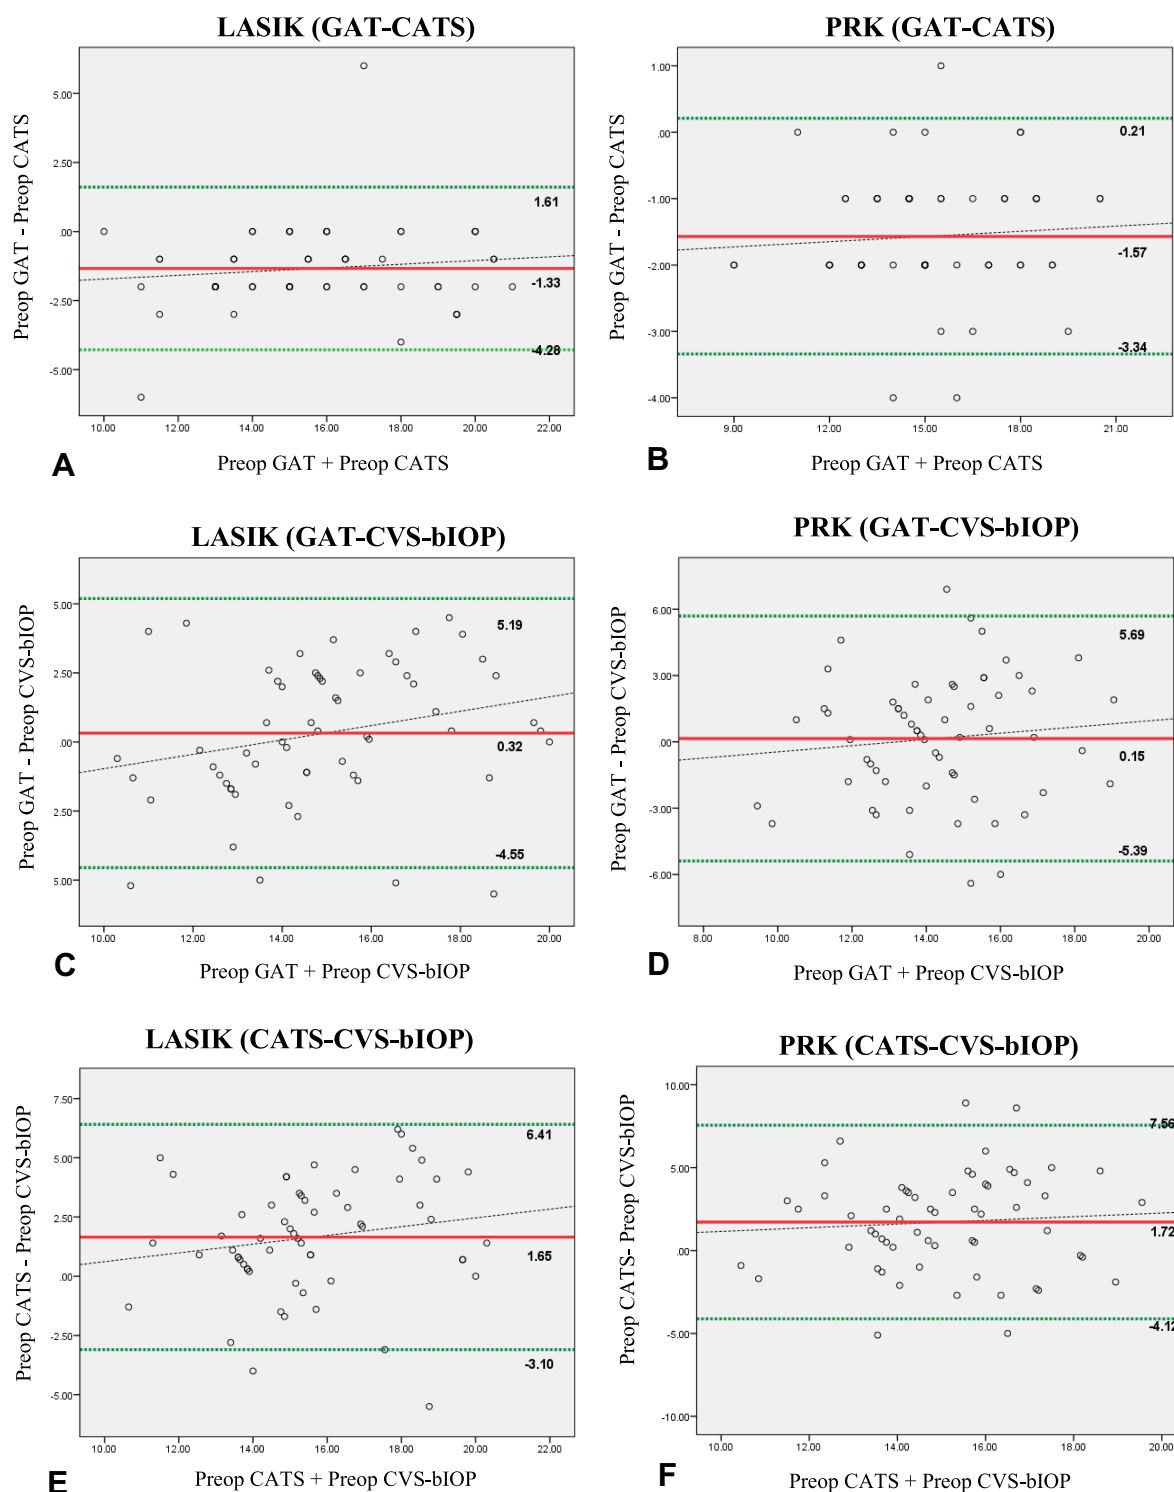 LASIK (GAT-CATS)
Preop GAT - Preop CATS
5.00
2.50
.00
-2.50
-5.00
1.61
-1.33
-4.28
10.00 12.00 14.00 16.00 18.00 20.00 22.00
A
Preop GAT + Preop CATS
PRK (GAT-CATS)
Preop GAT - Preop CATS
1.00
.00
-1.00
-2.00
-3.00
-4.00
0.21
-1.57
-3.34
9.00 12.00 15.00 18.00 21.00
B
Preop GAT + Preop CATS
LASIK (GAT-CVS-bIOP)
Preop GAT - Preop CVS-bIOP
5.00
2.50
.00
2.50
5.00
5.19
0.32
-4.55
10.00 12.00 14.00 16.00 18.00 20.00
C
Preop GAT + Preop CVS-bIOP
PRK (GAT-CVS-bIOP)
Preop GAT - Preop CVS-bIOP
6.00
3.00
.00
-3.00
-6.00
5.69
0.15
-5.39
8.00 10.00 12.00 14.00 16.00 18.00 20.00
D
Preop GAT + Preop CVS-bIOP
LASIK (CATS-CVS-bIOP)
Preop CATS - Preop CVS-bIOP
7.50
5.00
2.50
.00
-2.50
-5.00
6.41
1.65
-3.10
10.00 12.00 14.00 16.00 18.00 20.00 22.00
E
Preop CATS + Preop CVS-bIOP
PRK (CATS-CVS-bIOP)
Preop CATS- Preop CVS-bIOP
10.00
5.00
.00
-5.00
-10.00
7.56
1.72
-4.12
10.00 12.00 14.00 16.00 18.00 20.00
F
Preop CATS + Preop CVS-bIOP